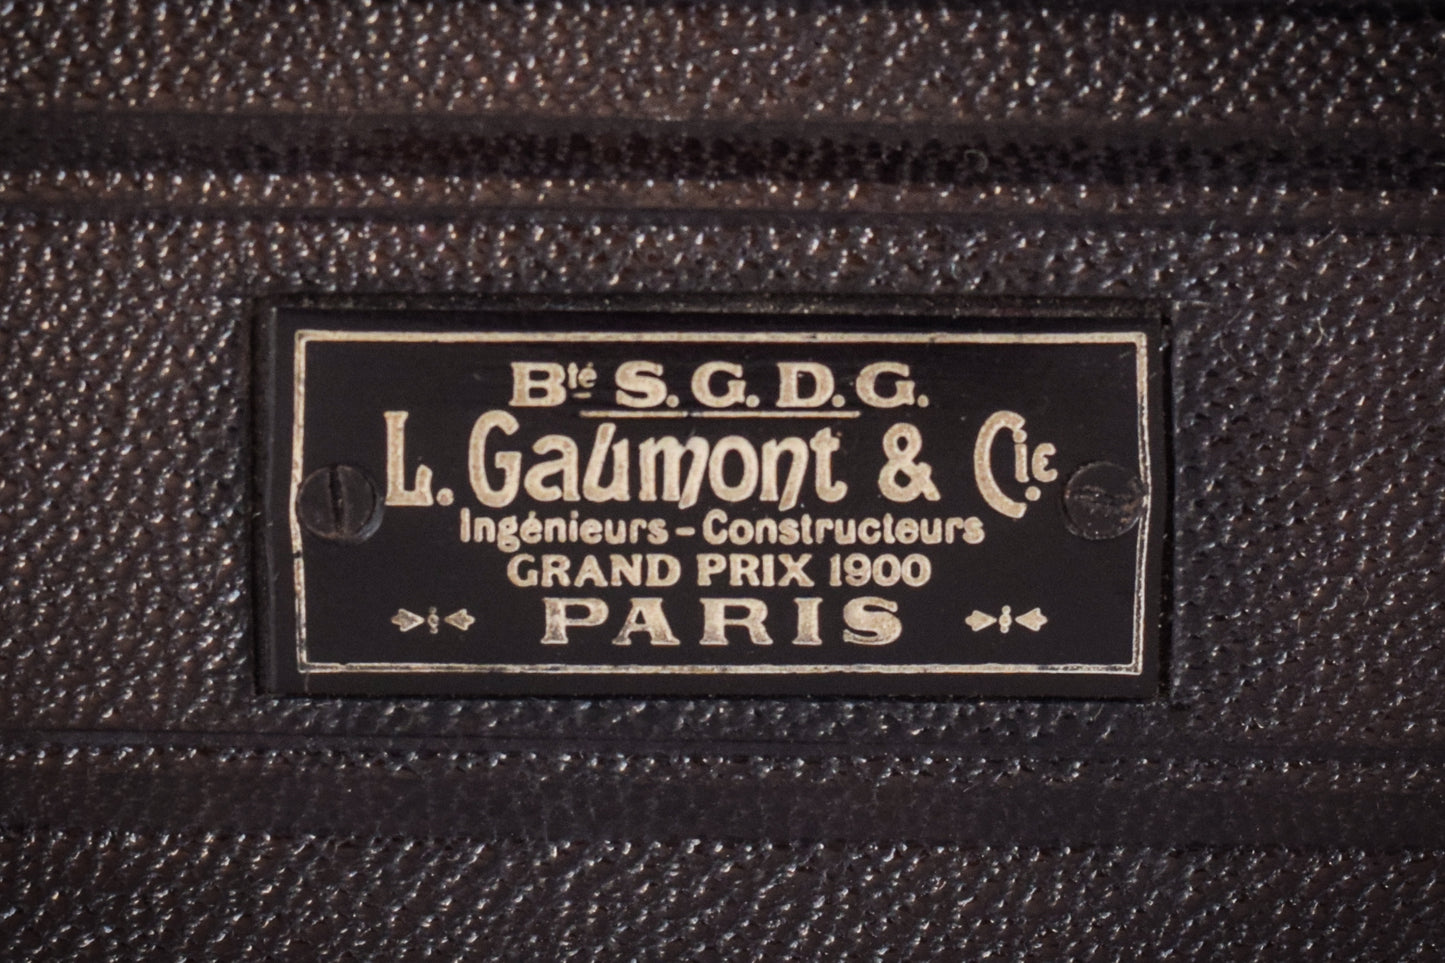 Bté S.G.D.G.
L. Gaumont & Cie
Ingénieurs-Constructeurs
GRAND PRIX 1900
PARIS